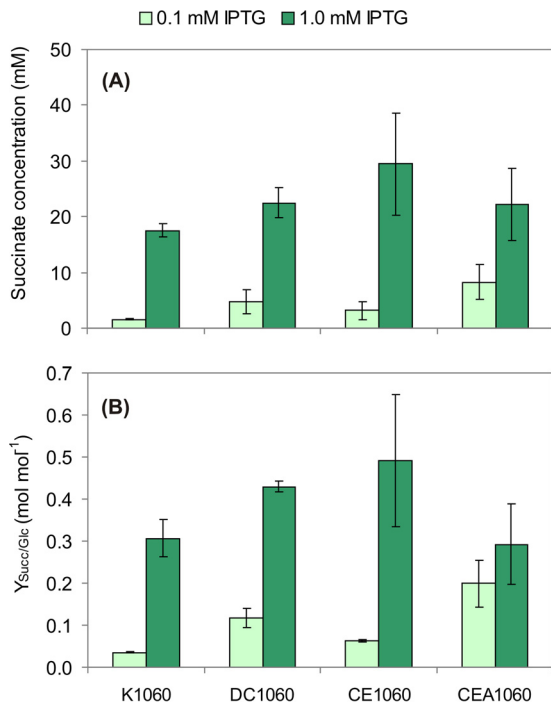 0.1 mM IPTG 1.0 mM IPTG
(A)
Succinate concentration (mM)
50
40
30
20
10
0
(B)
Y_Succ/Glc (mol mol⁻¹)
0.7
0.6
0.5
0.4
0.3
0.2
0.1
0.0
K1060 DC1060 CE1060 CEA1060